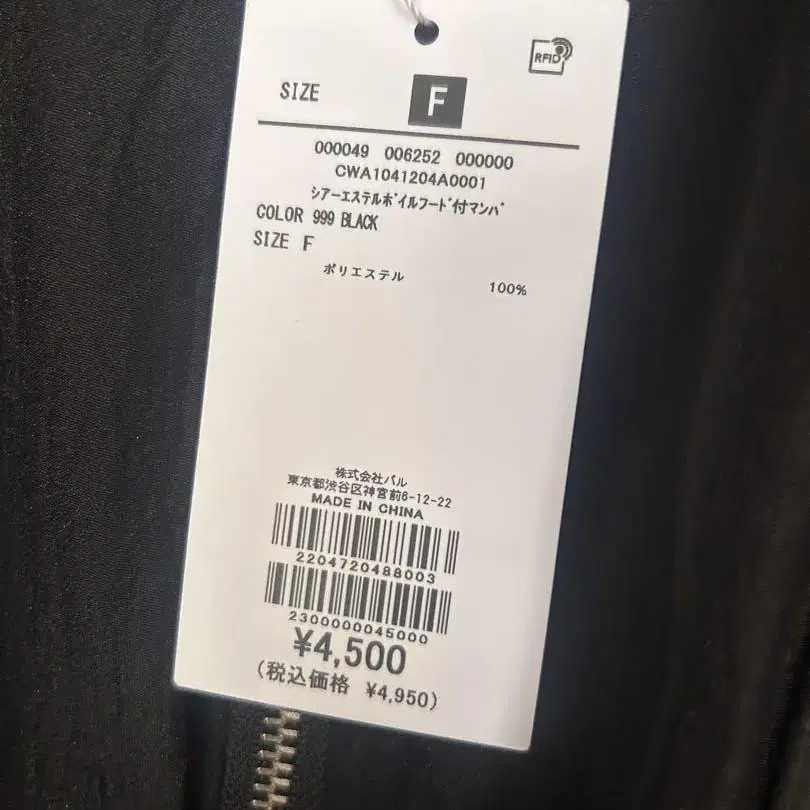 RFID
SIZE F
000049 006252 000000
CWA1041204A0001
シアーエステルボイルフード付マンパ
COLOR 999 BLACK
SIZE F
ポリエステル 100%
株式会社パル
東京都渋谷区神宮前6-12-22
MADE IN CHINA
2204720488003
2300000045000
¥4,500
(税込価格 ¥4,950)